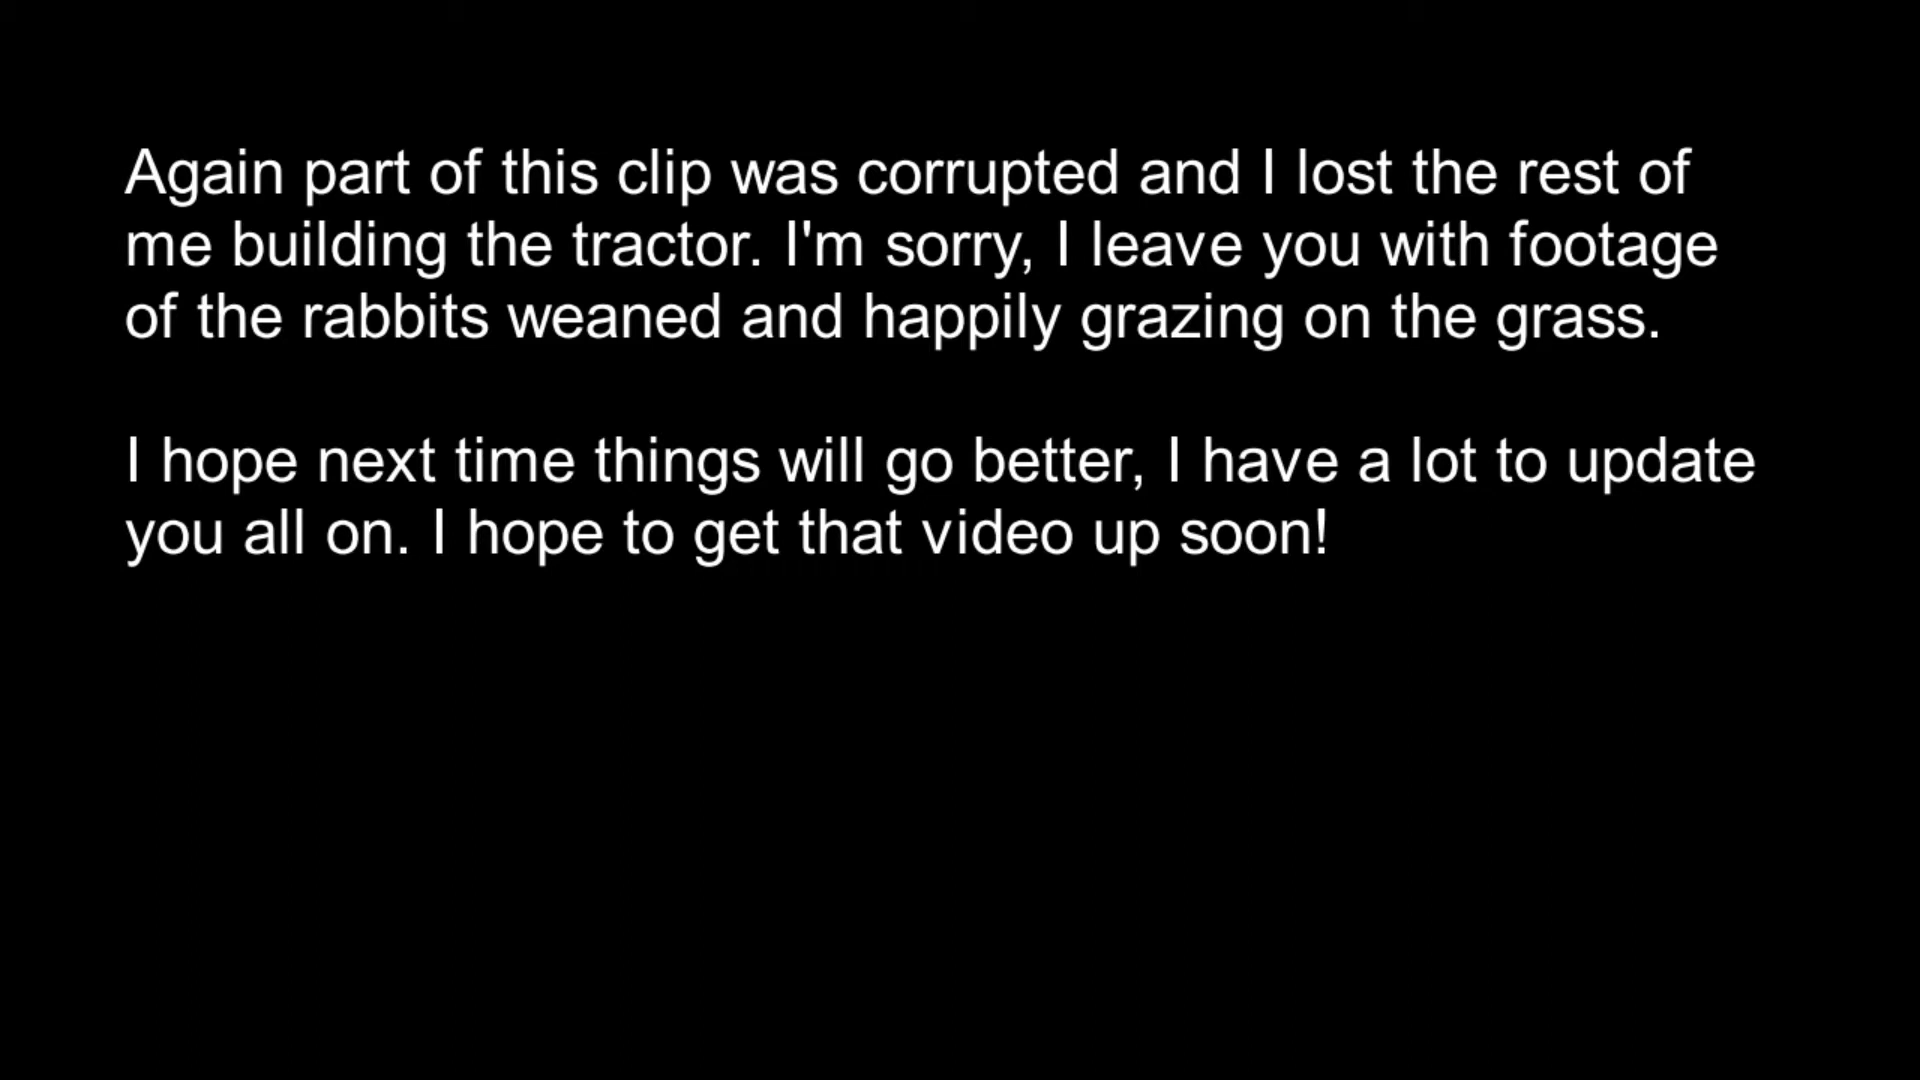 Again part of this clip was corrupted and I lost the rest of
me building the tractor. I'm sorry, I leave you with footage
of the rabbits weaned and happily grazing on the grass.
I hope next time things will go better, I have a lot to update
you all on. I hope to get that video up soon!